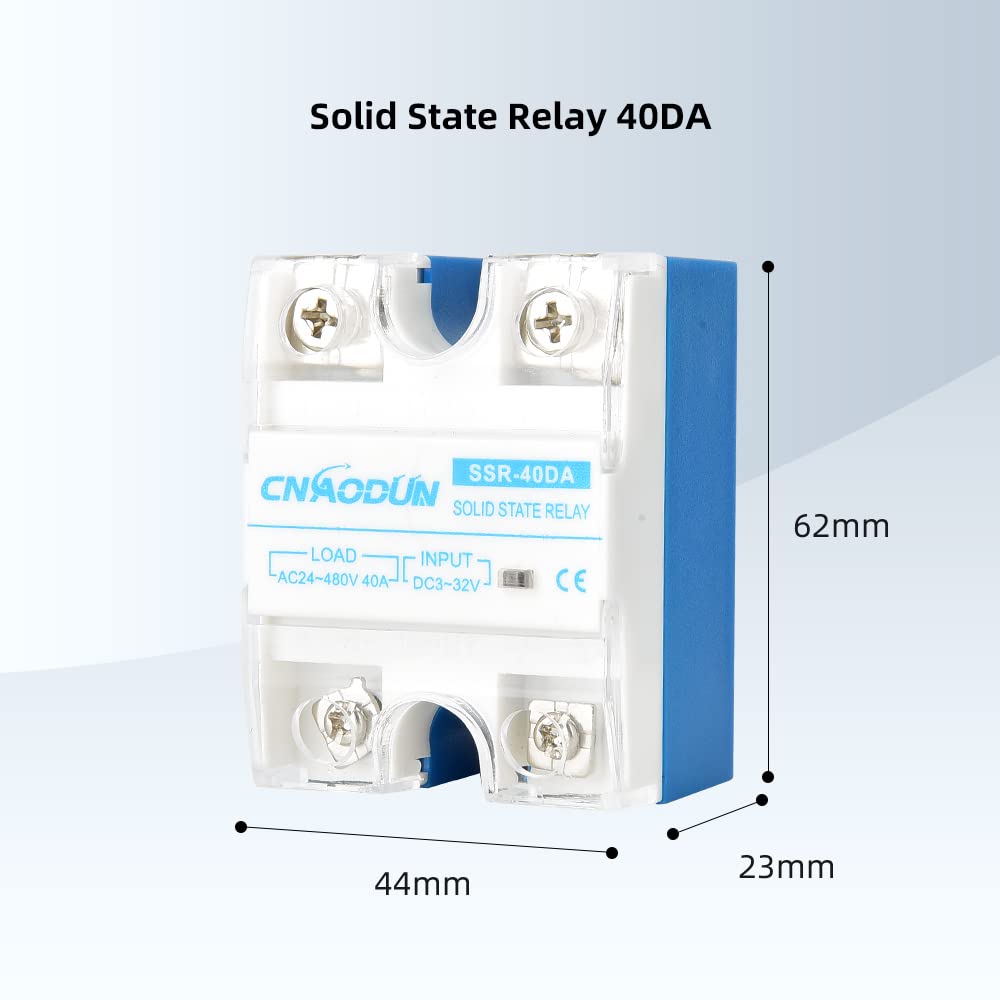 Solid State Relay 40DA
CNAODUN
SSR-40DA
SOLID STATE RELAY
LOAD
AC24~480V 40A
INPUT
DC3~32V
CE
62mm
23mm
44mm